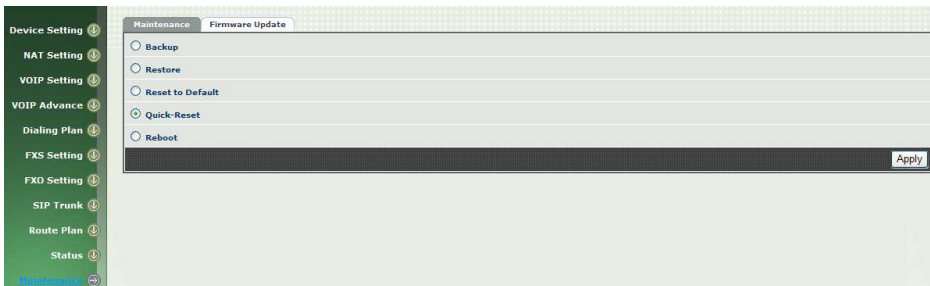 Device Setting
NAT Setting
VOIP Setting
VOIP Advance
Dialing Plan
FXS Setting
FXO Setting
SIP Trunk
Route Plan
Status
Maintenance
Maintenance Firmware Update
Backup
Restore
Reset to Default
Quick-Reset
Reboot
Apply